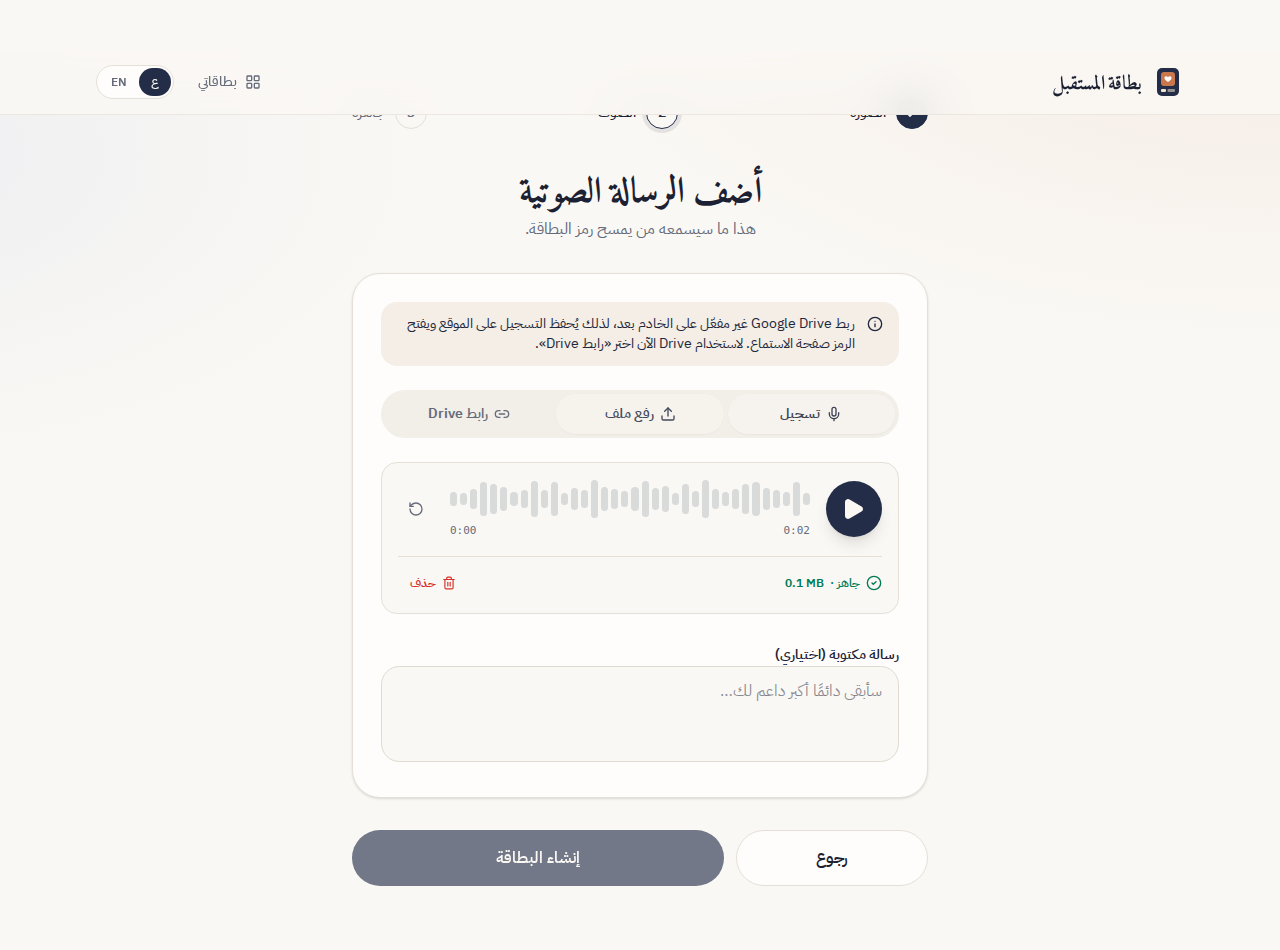 بطاقة المستقبل
بطاقاتي
ع
EN
أضف الرسالة الصوتية
هذا ما سيسمعه من يمسح رمز البطاقة.
ربط Google Drive غير مفعّل على الخادم بعد، لذلك يُحفظ التسجيل على الموقع ويفتح
الرمز صفحة الاستماع. لاستخدام Drive الآن اختر «رابط Drive».
تسجيل
رفع ملف
رابط Drive
0:02
0:00
جاهز · 0.1 MB
حذف
رسالة مكتوبة (اختياري)
سأبقى دائمًا أكبر داعم لك...
رجوع
إنشاء البطاقة